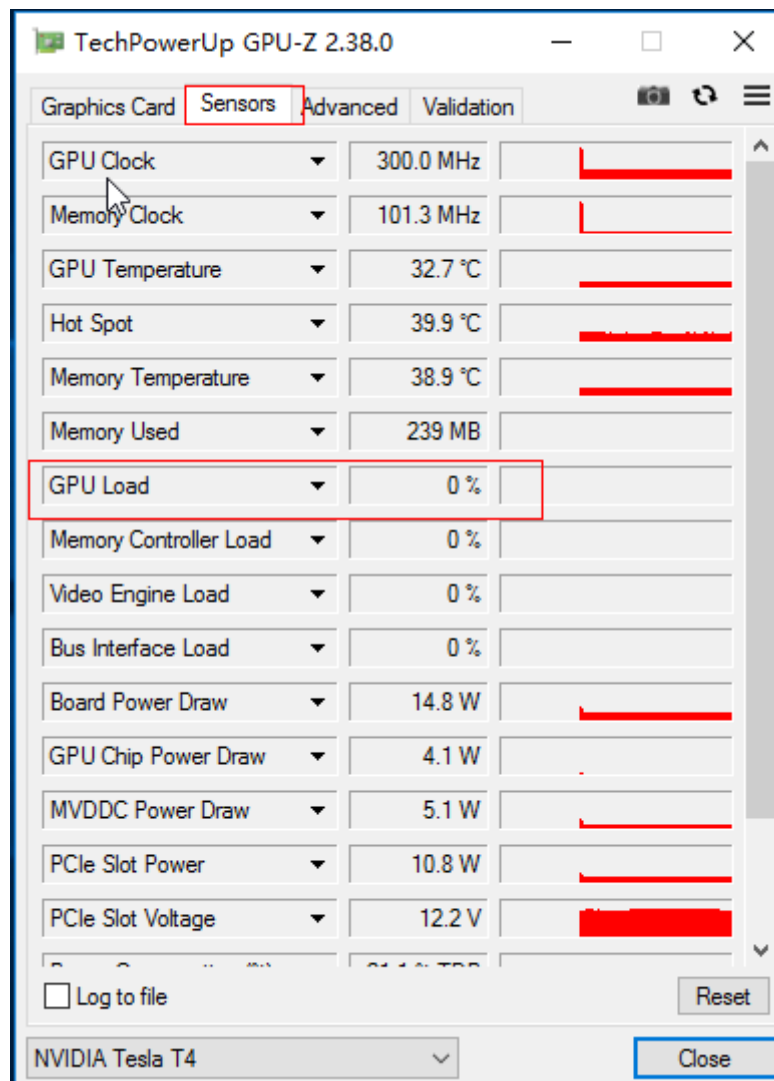 TechPowerUp GPU-Z 2.38.0
Graphics Card Sensors Advanced Validation
GPU Clock 300.0 MHz
Memory Clock 101.3 MHz
GPU Temperature 32.7 °C
Hot Spot 39.9 °C
Memory Temperature 38.9 °C
Memory Used 239 MB
GPU Load 0 %
Memory Controller Load 0 %
Video Engine Load 0 %
Bus Interface Load 0 %
Board Power Draw 14.8 W
GPU Chip Power Draw 4.1 W
MVDDC Power Draw 5.1 W
PCIe Slot Power 10.8 W
PCIe Slot Voltage 12.2 V
Log to file Reset
NVIDIA Tesla T4 Close